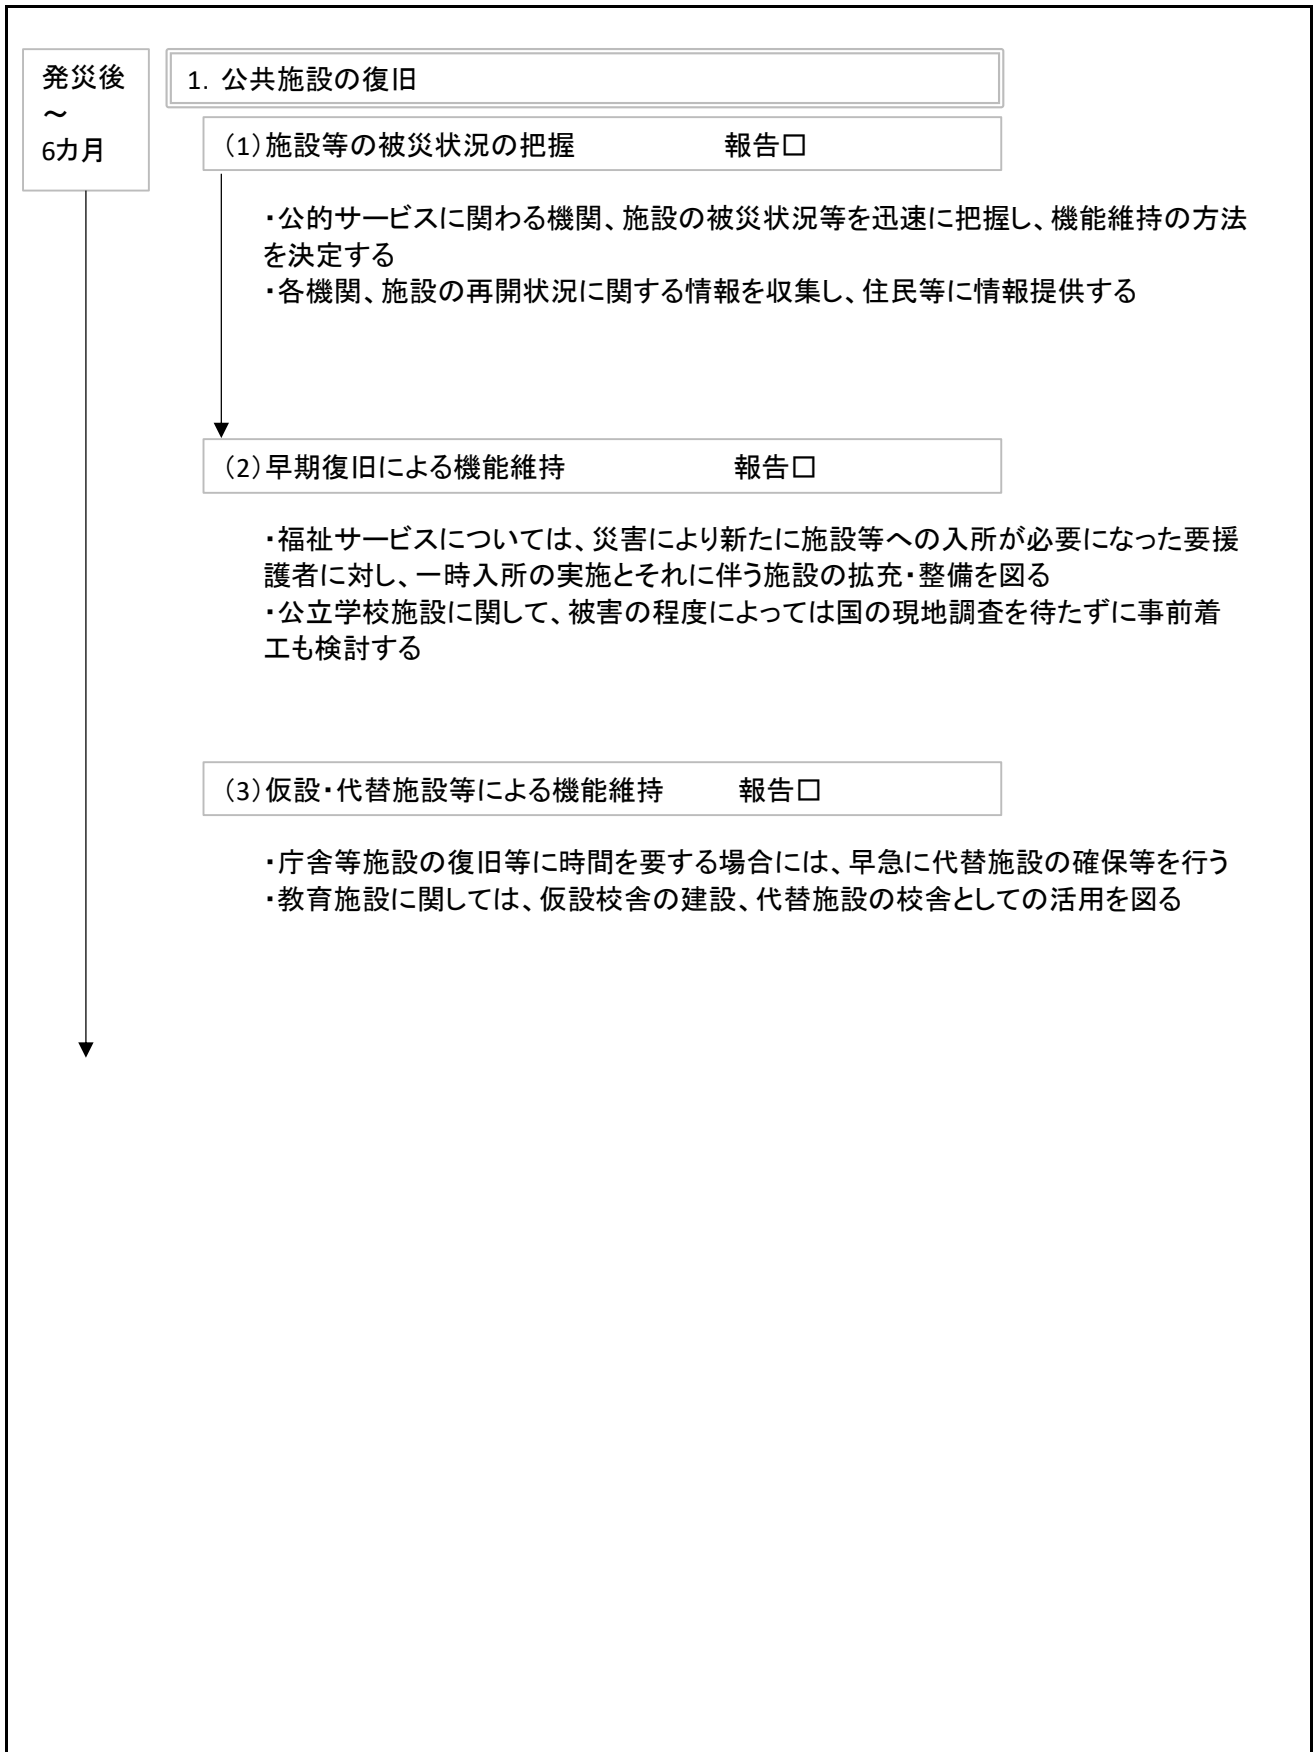 発災後
～
6カ月
1．公共施設の復旧
（1）施設等の被災状況の把握　　　　　報告□
・公的サービスに関わる機関、施設の被災状況等を迅速に把握し、機能維持の方法
を決定する
・各機関、施設の再開状況に関する情報を収集し、住民等に情報提供する
（2）早期復旧による機能維持　　　　　報告□
・福祉サービスについては、災害により新たに施設等への入所が必要になった要援
護者に対し、一時入所の実施とそれに伴う施設の拡充・整備を図る
・公立学校施設に関して、被害の程度によっては国の現地調査を待たずに事前着
工も検討する
（3）仮設・代替施設等による機能維持　　　報告□
・庁舎等施設の復旧等に時間を要する場合には、早急に代替施設の確保等を行う
・教育施設に関しては、仮設校舎の建設、代替施設の校舎としての活用を図る